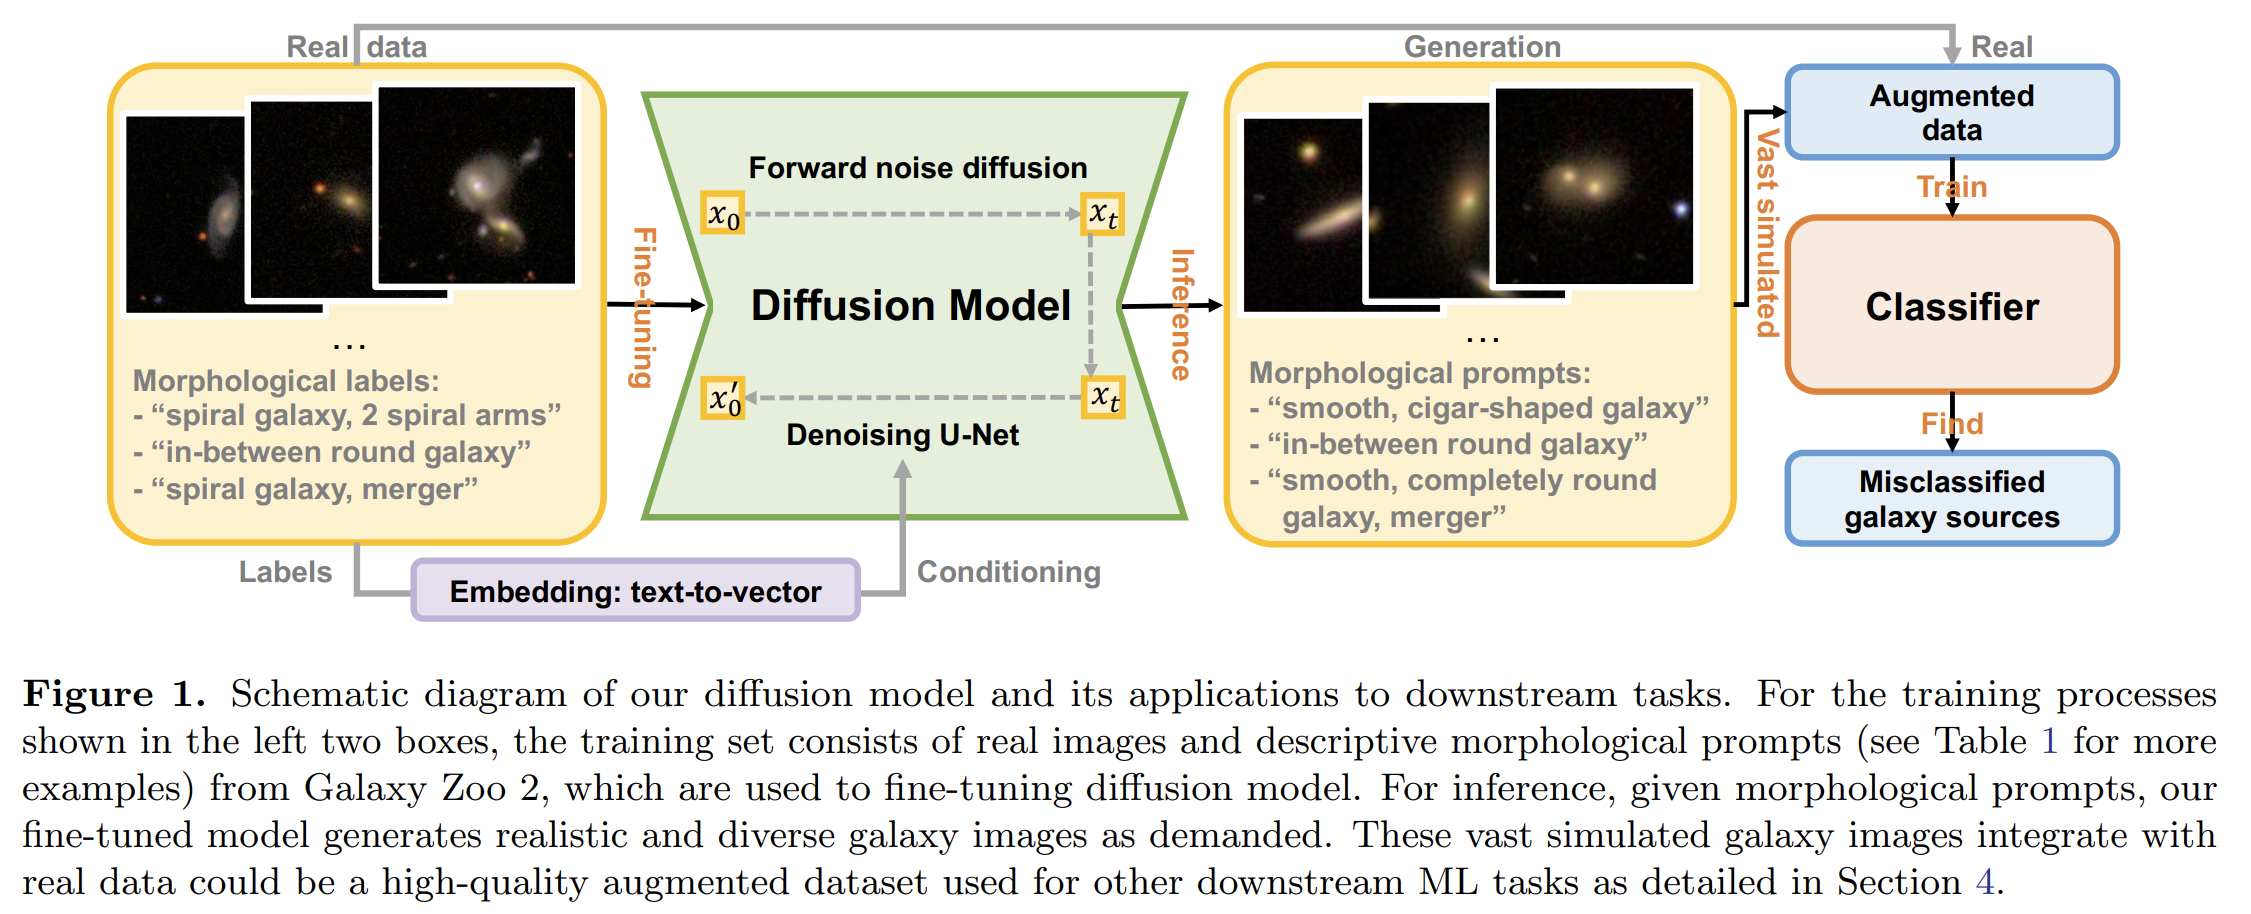 Real data
Generation
Real
Augmented
data
Forward noise diffusion
x0
xt
Vast simulated
Train
Fine-tuning
Diffusion Model
Inference
Classifier
...
...
Morphological labels:
- “spiral galaxy, 2 spiral arms”
- “in-between round galaxy”
- “spiral galaxy, merger”
x′0
xt
Denoising U-Net
Morphological prompts:
- “smooth, cigar-shaped galaxy”
- “in-between round galaxy”
- “smooth, completely round
galaxy, merger”
Find
Misclassified
galaxy sources
Labels
Embedding: text-to-vector
Conditioning
Figure 1. Schematic diagram of our diffusion model and its applications to downstream tasks. For the training processes
shown in the left two boxes, the training set consists of real images and descriptive morphological prompts (see Table 1 for more
examples) from Galaxy Zoo 2, which are used to fine-tuning diffusion model. For inference, given morphological prompts, our
fine-tuned model generates realistic and diverse galaxy images as demanded. These vast simulated galaxy images integrate with
real data could be a high-quality augmented dataset used for other downstream ML tasks as detailed in Section 4.